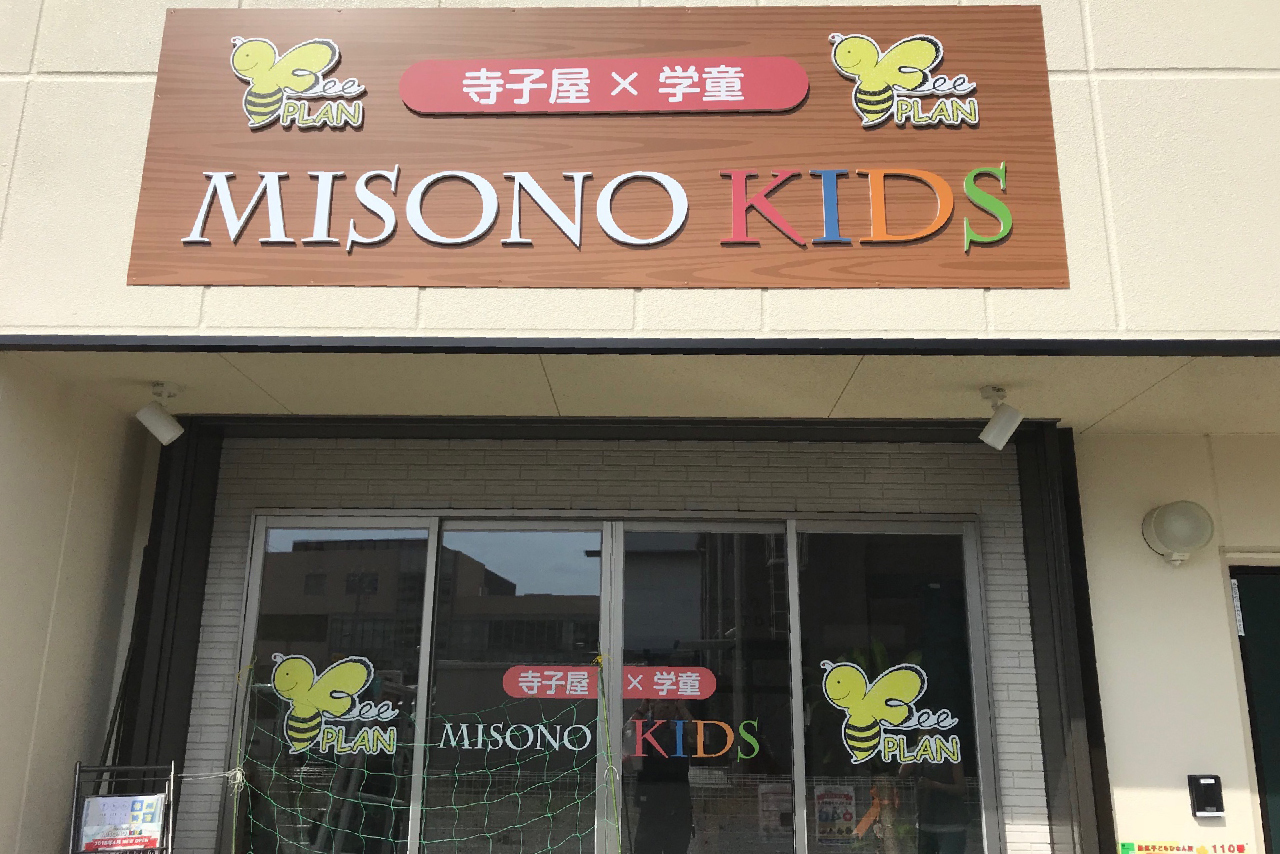 Bee PLAN
寺子屋 × 学童
Bee PLAN
MISONO KIDS
Bee PLAN
寺子屋 × 学童
MISONO KIDS
Bee PLAN
110番